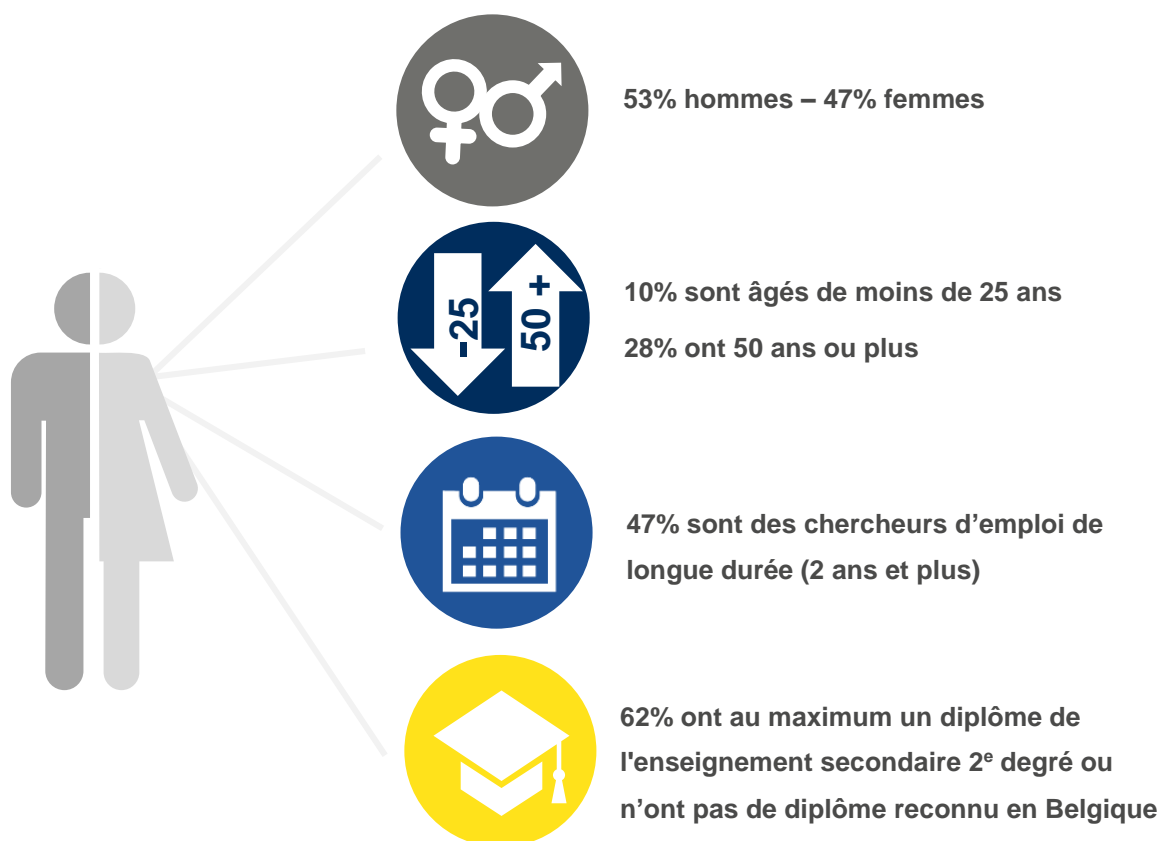 53% hommes – 47% femmes
-25
50 +
10% sont âgés de moins de 25 ans
28% ont 50 ans ou plus
47% sont des chercheurs d’emploi de
longue durée (2 ans et plus)
62% ont au maximum un diplôme de
l'enseignement secondaire 2ᵉ degré ou
n’ont pas de diplôme reconnu en Belgique